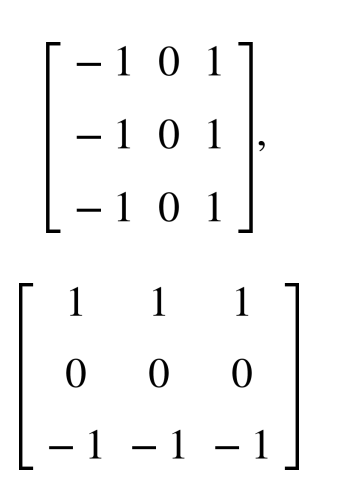 − 1 0 1
− 1 0 1 ,
− 1 0 1
1 1 1
0 0 0
− 1 − 1 − 1